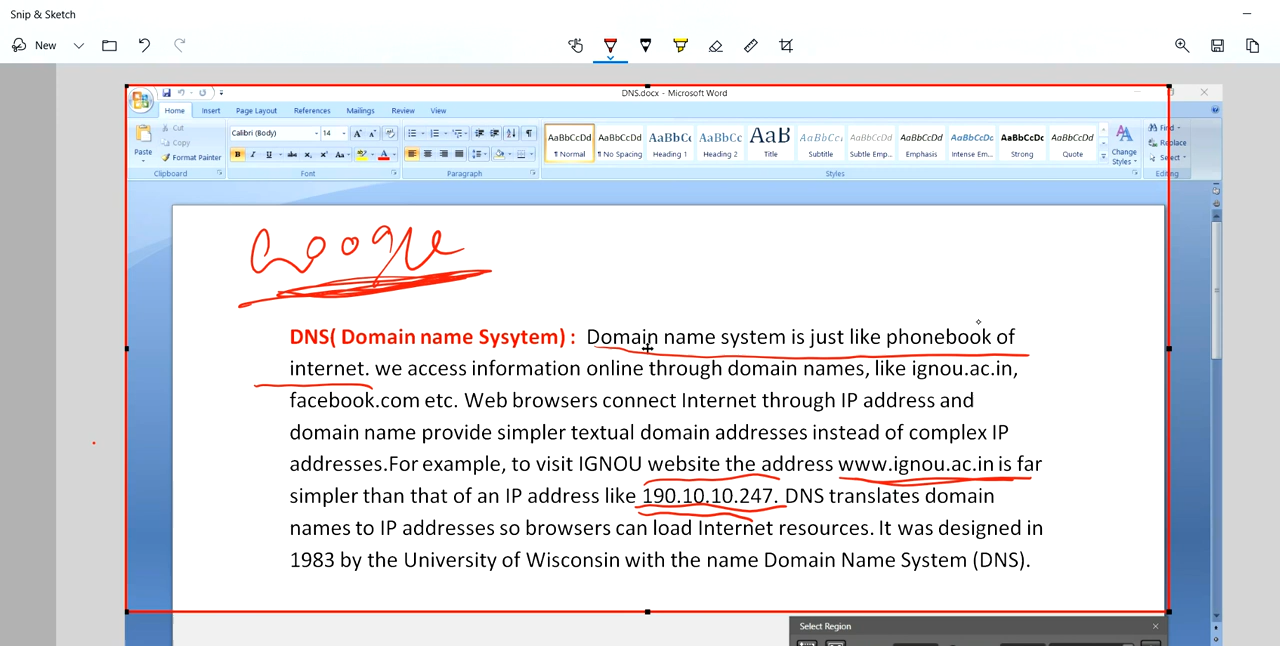 Snip & Sketch
New
DNS.docx - Microsoft Word
Home Insert Page Layout References Mailings Review View
Cut
Copy
Format Painter
Paste
Clipboard
Calibri (Body) 14
Font
Paragraph
AaBbCcDd AaBbCcDd AaBbCc AaBbCc AaB AaBbCc. AaBbCcDd AaBbCcDd AaBbCcDc AaBbCcDc AaBbCcDd
¶ Normal ¶ No Spacing Heading 1 Heading 2 Title Subtitle Subtle Emp... Emphasis Intense Em... Strong Quote
Change Styles
Styles
Find
Replace
Select
Editing
Google
DNS( Domain name Sysytem) : Domain name system is just like phonebook of
internet. we access information online through domain names, like ignou.ac.in,
facebook.com etc. Web browsers connect Internet through IP address and
domain name provide simpler textual domain addresses instead of complex IP
addresses.For example, to visit IGNOU website the address www.ignou.ac.in is far
simpler than that of an IP address like 190.10.10.247. DNS translates domain
names to IP addresses so browsers can load Internet resources. It was designed in
1983 by the University of Wisconsin with the name Domain Name System (DNS).
Select Region